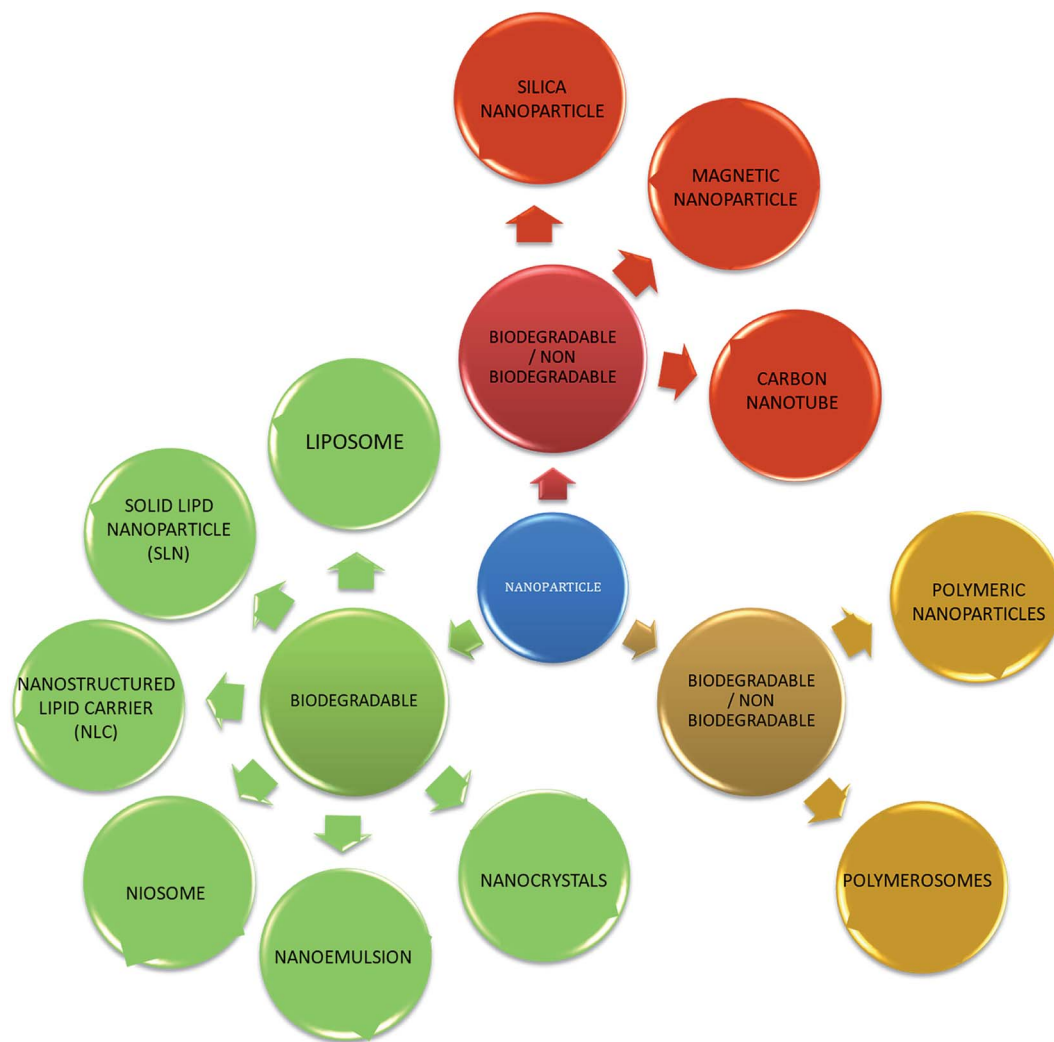 SILICA
NANOPARTICLE
MAGNETIC
NANOPARTICLE
BIODEGRADABLE
/ NON
BIODEGRADABLE
CARBON
NANOTUBE
LIPOSOME
SOLID LIPD
NANOPARTICLE
(SLN)
NANOPARTICLE
POLYMERIC
NANOPARTICLES
NANOSTRUCTURED
LIPID CARRIER
(NLC)
BIODEGRADABLE
BIODEGRADABLE
/ NON
BIODEGRADABLE
NIOSOME
NANOEMULSION
NANOCRYSTALS
POLYMEROSOMES